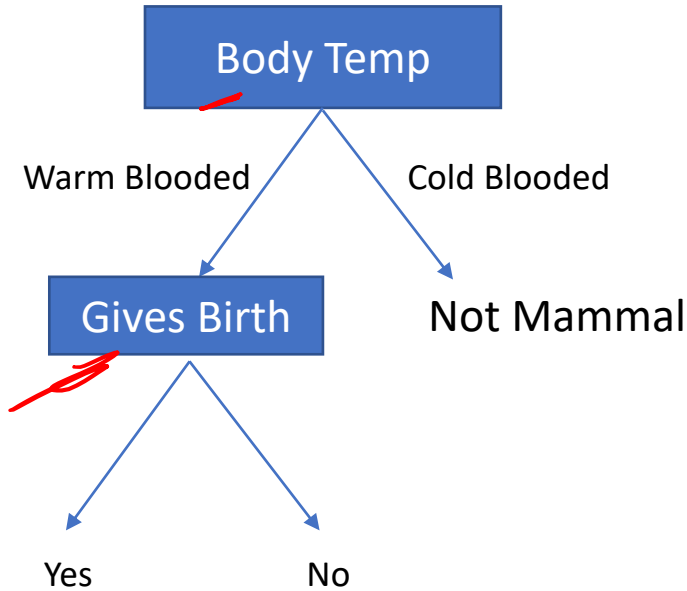 Body Temp
Warm Blooded
Cold Blooded
Gives Birth
Not Mammal
Yes
No